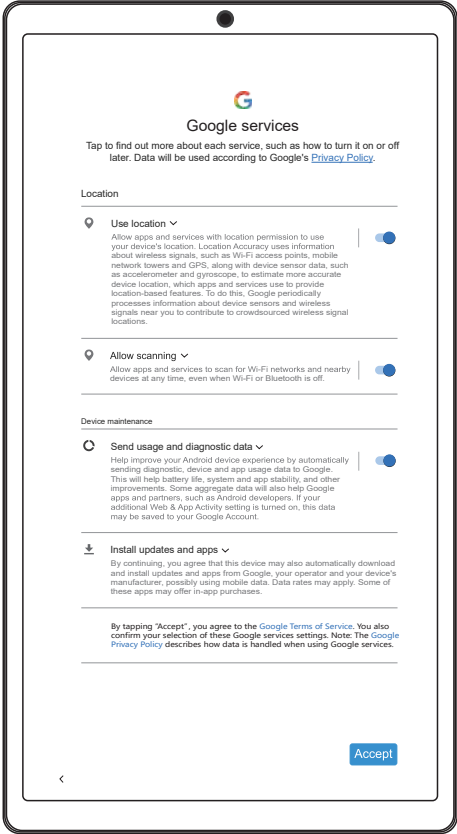 Google services
Tap to find out more about each service, such as how to turn it on or off
later. Data will be used according to Google's Privacy Policy.
Location
Use location
Allow apps and services with location permission to use
your device's location. Location Accuracy uses information
about wireless signals, such as Wi-Fi access points, mobile
network towers and GPS, along with device sensor data, such
as accelerometer and gyroscope, to estimate more accurate
device location, which apps and services use to provide
location-based features. To do this, Google periodically
processes information about device sensors and wireless
signals near you to contribute to crowdsourced wireless signal
locations.
Allow scanning
Allow apps and services to scan for Wi-Fi networks and nearby
devices at any time, even when Wi-Fi or Bluetooth is off.
Device maintenance
Send usage and diagnostic data
Help improve your Android device experience by automatically
sending diagnostic, device and app usage data to Google.
This will help battery life, system and app stability, and other
improvements. Some aggregate data will also help Google
apps and partners, such as Android developers. If your
additional Web & App Activity setting is turned on, this data
may be saved to your Google Account.
Install updates and apps
By continuing, you agree that this device may also automatically download
and install updates and apps from Google, your operator and your device's
manufacturer, possibly using mobile data. Data rates may apply. Some of
these apps may offer in-app purchases.
By tapping “Accept”, you agree to the Google Terms of Service. You also
confirm your selection of these Google services settings. Note: The Google
Privacy Policy describes how data is handled when using Google services.
Accept